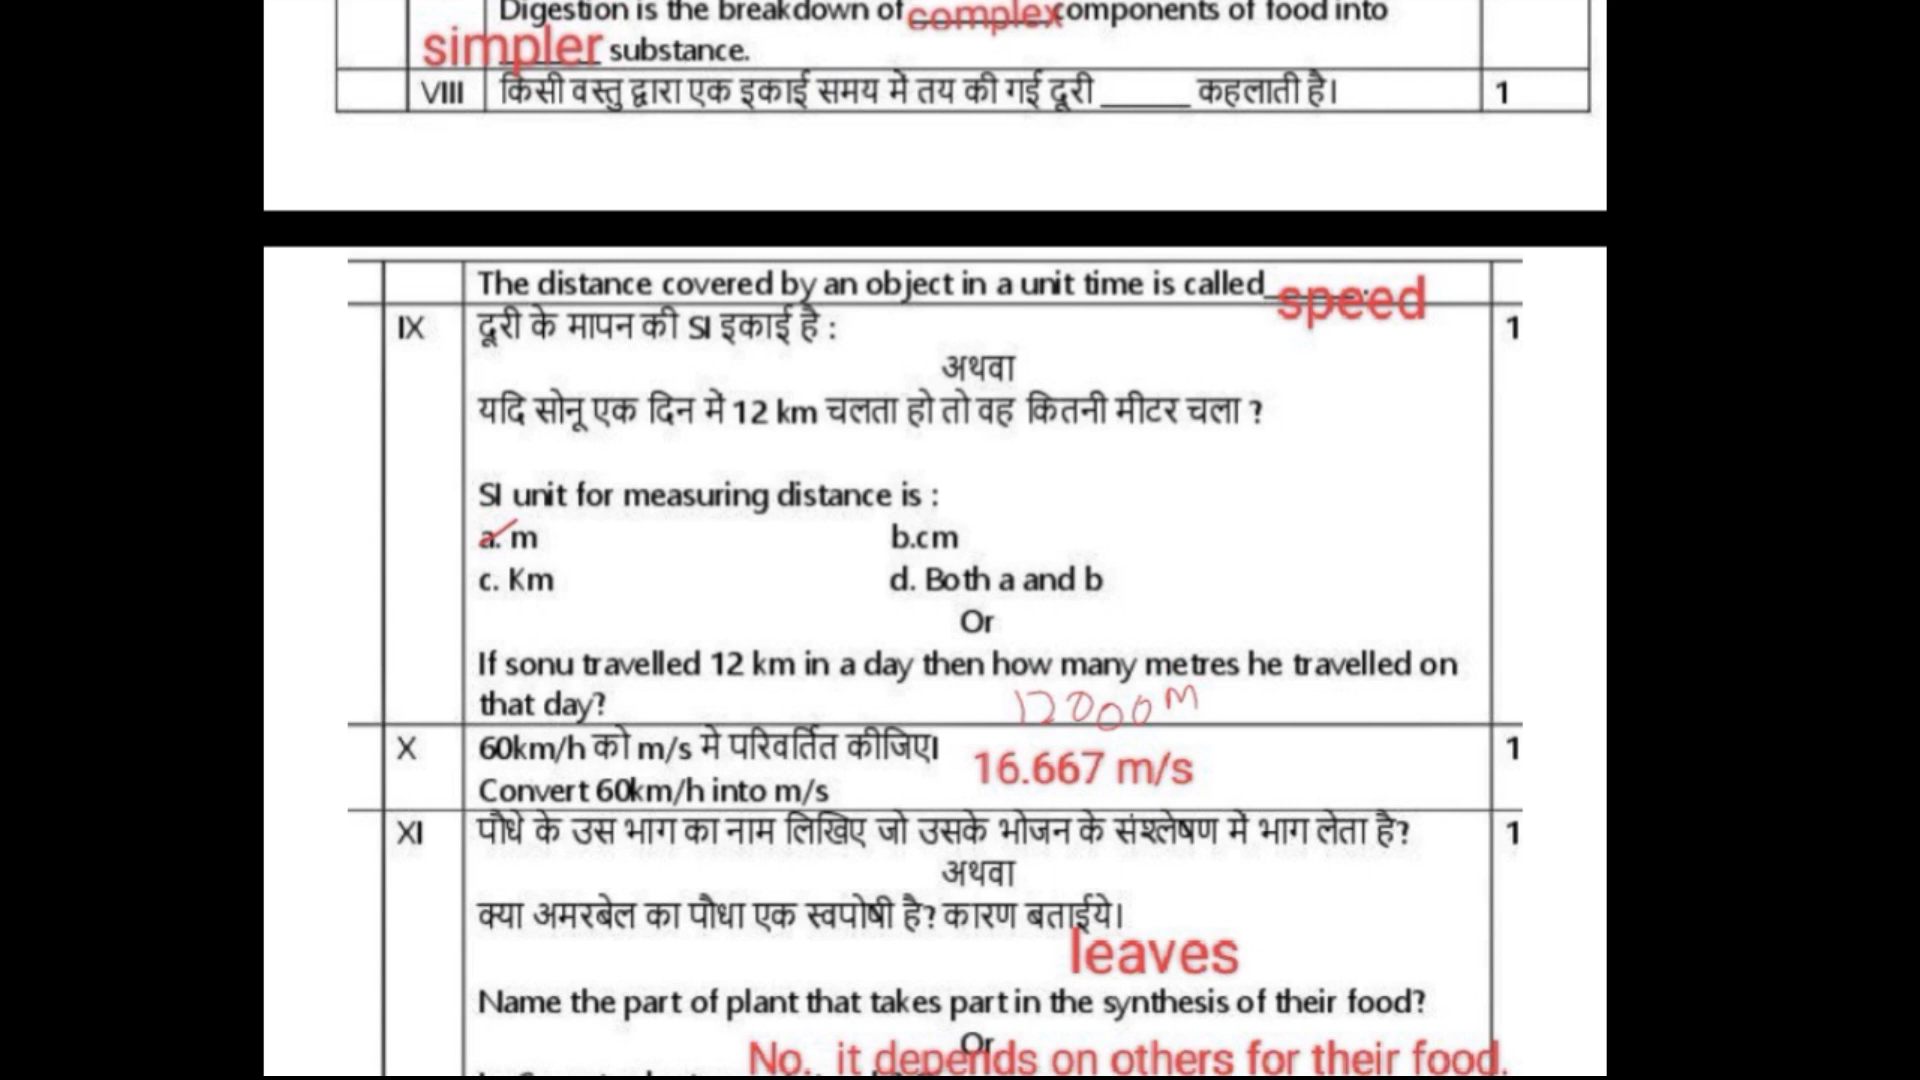 Digestion is the breakdown of complex components of food into
simpler substance.
VIII किसी वस्तु द्वारा एक इकाई समय मे तय की गई दूरी ______ कहलाती है। 1
The distance covered by an object in a unit time is called speed.
IX दूरी के मापन की SI इकाई है : 1
अथवा
यदि सोनू एक दिन में 12 km चलता हो तो वह कितनी मीटर चला ?
SI unit for measuring distance is :
a. m b.cm
c. Km d. Both a and b
Or
If sonu travelled 12 km in a day then how many metres he travelled on
that day? 12000 M
X 60km/h को m/s मे परिवर्तित कीजिए। 1
16.667 m/s
Convert 60km/h into m/s
XI पौधे के उस भाग का नाम लिखिए जो उसके भोजन के संश्लेषण में भाग लेता है? 1
अथवा
क्या अमरबेल का पौधा एक स्वपोषी है? कारण बताईये।
leaves
Name the part of plant that takes part in the synthesis of their food?
Or
No, it depends on others for their food.